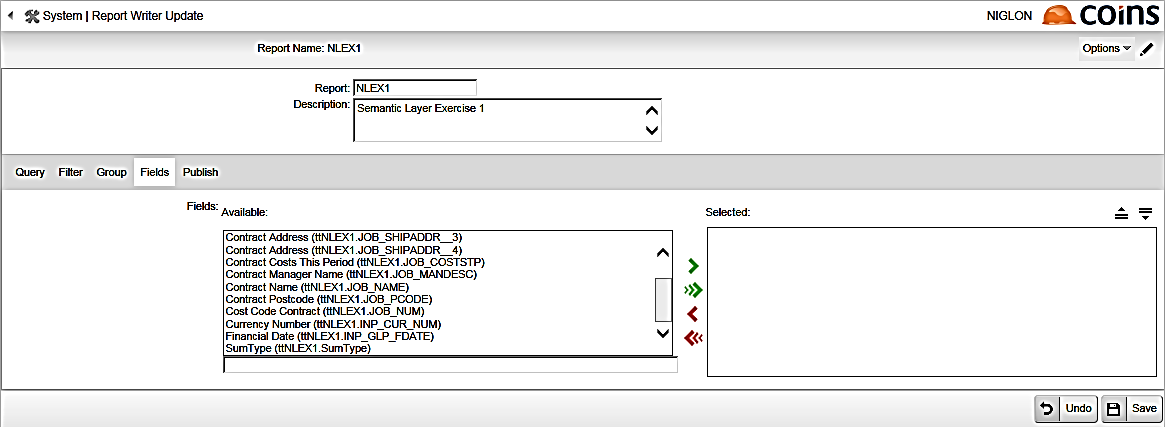 System | Report Writer Update
NIGLON coins
Report Name: NLEX1
Options
Report: NLEX1
Description: Semantic Layer Exercise 1
Query Filter Group Fields Publish
Fields: Available: Selected:
Contract Address (ttNLEX1.JOB_SHIPADDR__3)
Contract Address (ttNLEX1.JOB_SHIPADDR__4)
Contract Costs This Period (ttNLEX1.JOB_COSTSTP)
Contract Manager Name (ttNLEX1.JOB_MANDESC)
Contract Name (ttNLEX1.JOB_NAME)
Contract Postcode (ttNLEX1.JOB_PCODE)
Cost Code Contract (ttNLEX1.JOB_NUM)
Currency Number (ttNLEX1.INP_CUR_NUM)
Financial Date (ttNLEX1.INP_GLP_FDATE)
SumType (ttNLEX1.SumType)
Undo Save